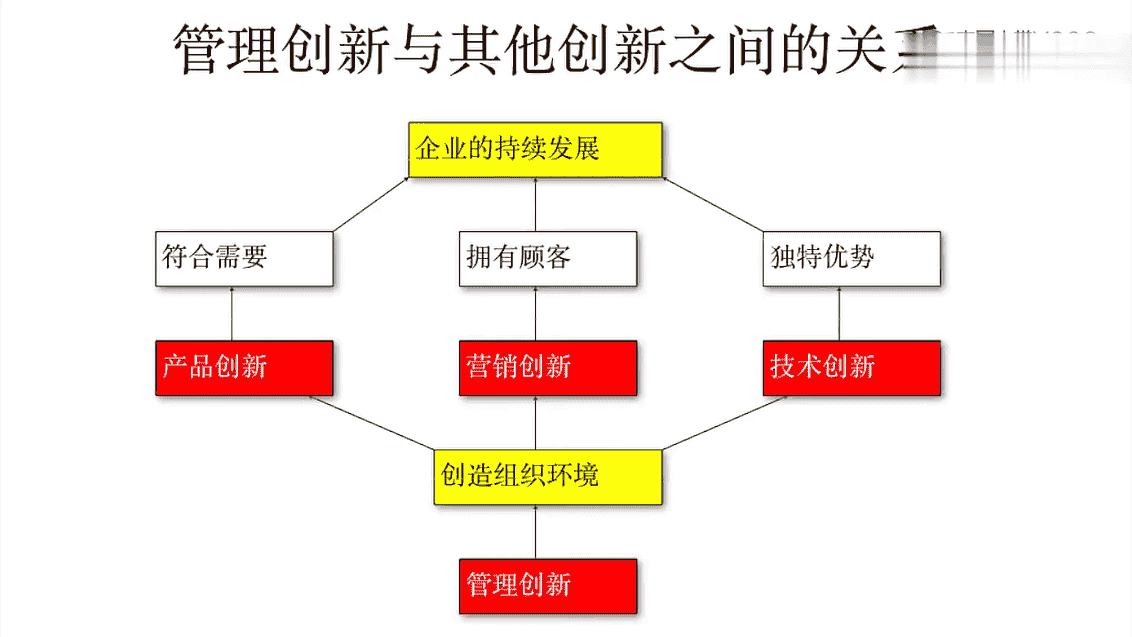 管理创新与其他创新之间的关
企业的持续发展
符合需要
拥有顾客
独特优势
产品创新
营销创新
技术创新
创造组织环境
管理创新